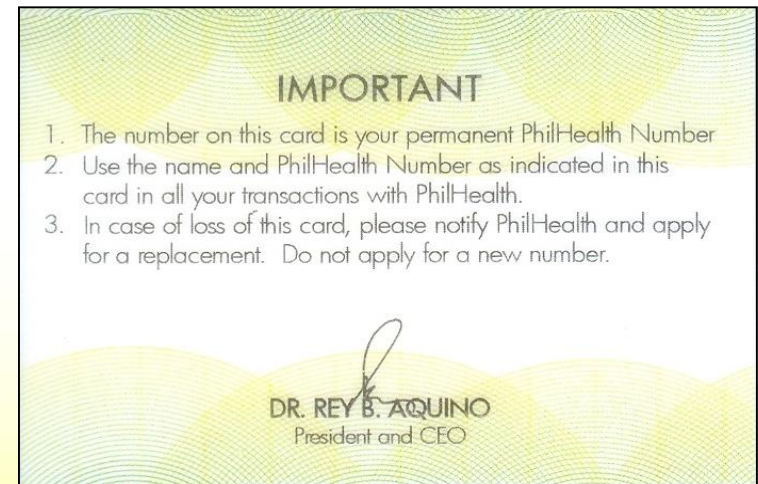 IMPORTANT
1. The number on this card is your permanent PhilHealth Number
2. Use the name and PhilHealth Number as indicated in this
card in all your transactions with PhilHealth.
3. In case of loss of this card, please notify PhilHealth and apply
for a replacement. Do not apply for a new number.
DR. REY B. AQUINO
President and CEO